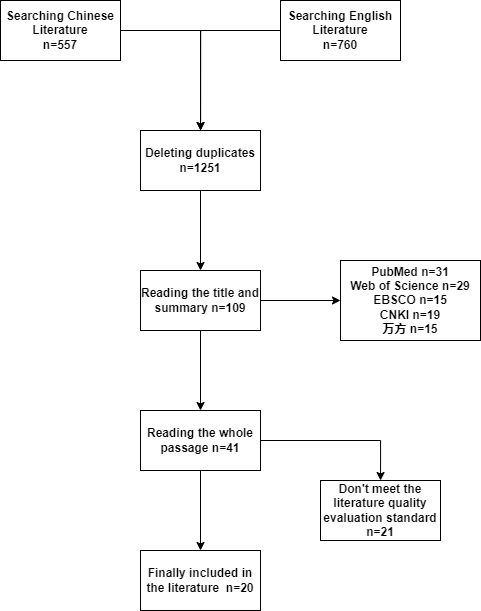 Searching Chinese
Literature
n=557
Searching English
Literature
n=760
Deleting duplicates
n=1251
Reading the title and
summary n=109
PubMed n=31
Web of Science n=29
EBSCO n=15
CNKI n=19
万方 n=15
Reading the whole
passage n=41
Don't meet the
literature quality
evaluation standard
n=21
Finally included in
the literature n=20